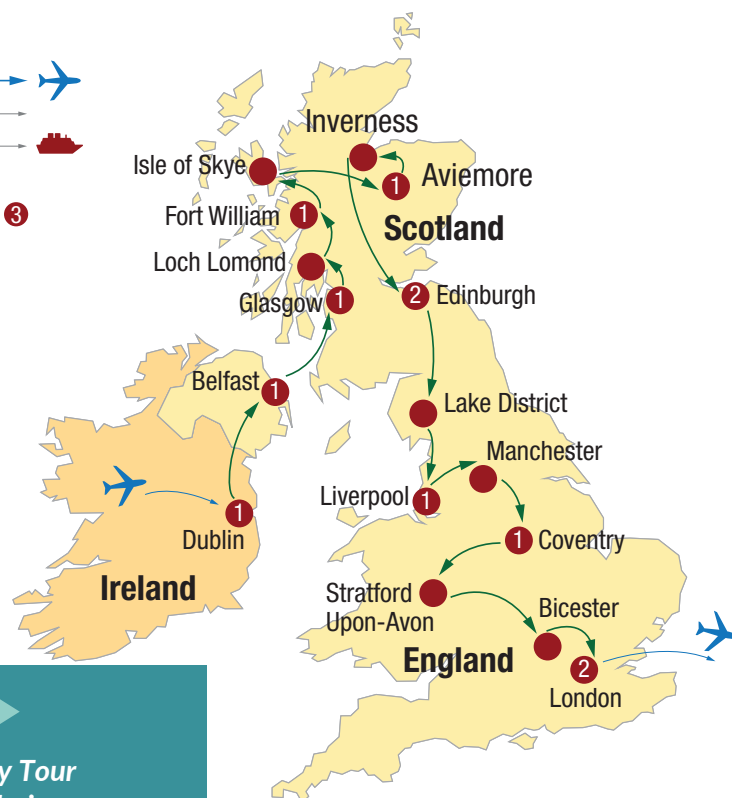 Inverness
Isle of Skye
1
Aviemore
3
Fort William
1
Scotland
Loch Lomond
Glasgow
1
2
Edinburgh
Belfast
1
Lake District
Manchester
Liverpool
1
1
Dublin
1
Coventry
Ireland
Stratford
Upon-Avon
Bicester
England
2
London
y Tour